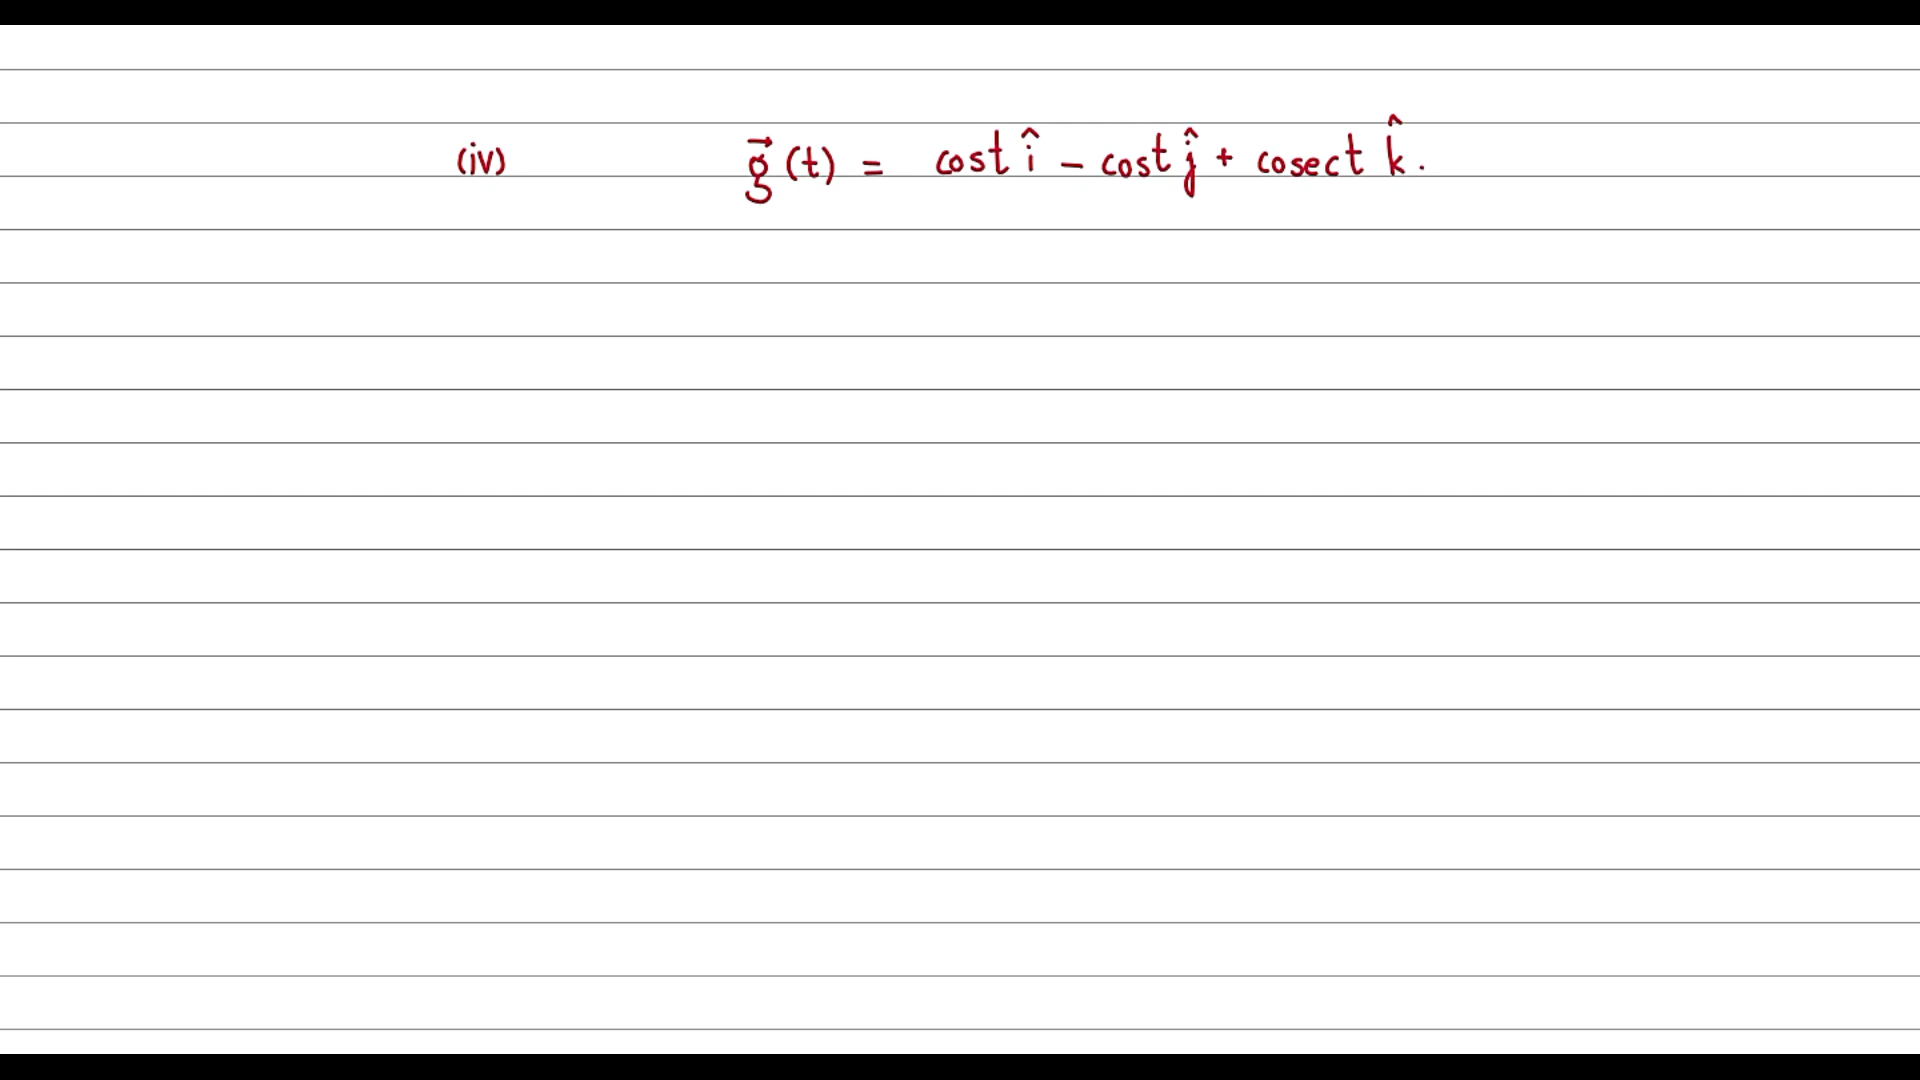 (iv) g⃗(t) = cost î - cost ĵ + cosect k̂.